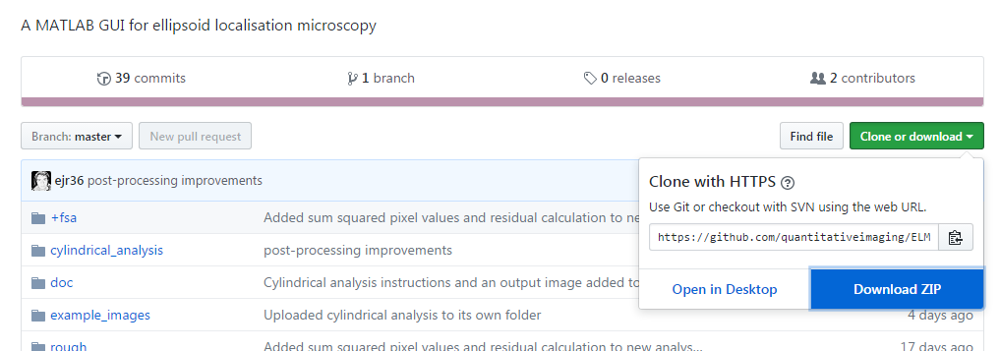 A MATLAB GUI for ellipsoid localisation microscopy
39 commits 1 branch 0 releases 2 contributors
Branch: master New pull request Find file Clone or download
ejr36 post-processing improvements
Clone with HTTPS
Use Git or checkout with SVN using the web URL.
https://github.com/quantitativeimaging/ELM
Open in Desktop Download ZIP
+fsa Added sum squared pixel values and residual calculation to new
cylindrical_analysis post-processing improvements
doc Cylindrical analysis instructions and an output image added to
example_images Uploaded cylindrical analysis to its own folder 4 days ago
rough Added sum squared pixel values and residual calculation to new analys... 17 days ago